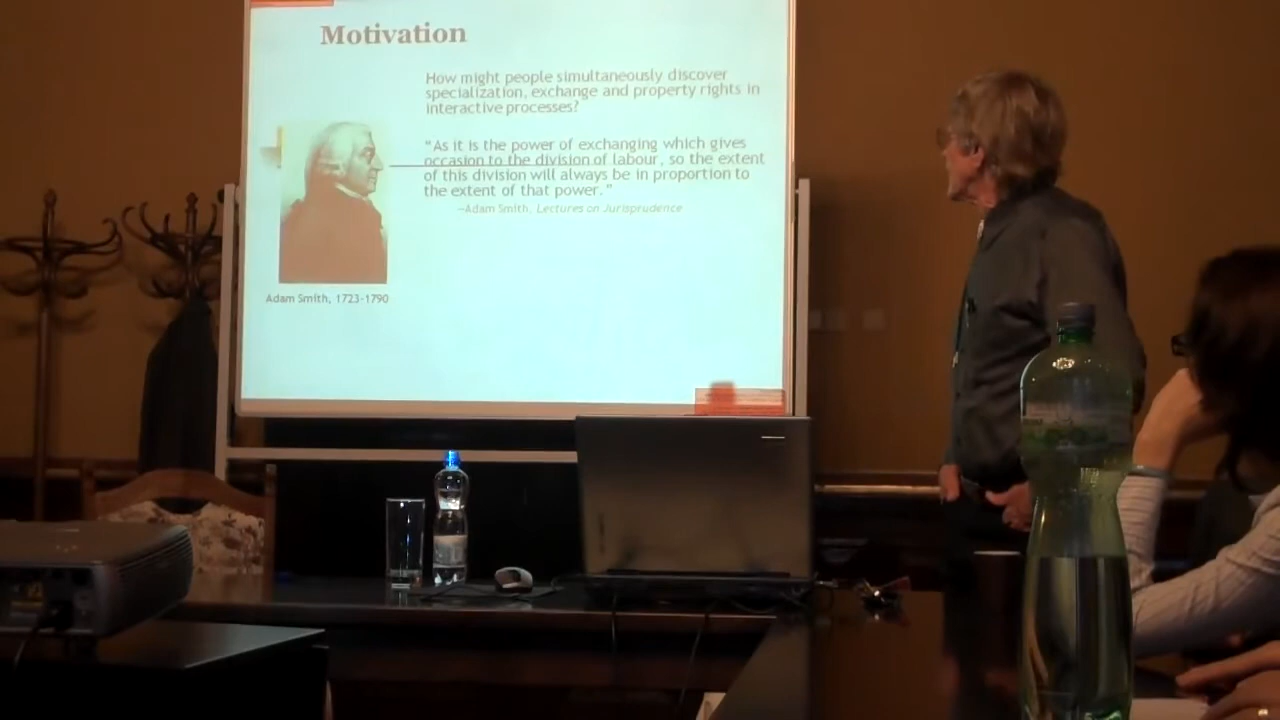 Motivation
How might people simultaneously discover
specialization, exchange and property rights in
interactive processes?
“As it is the power of exchanging which gives
occasion to the division of labour, so the extent
of this division will always be in proportion to
the extent of that power.”
—Adam Smith, Lectures on Jurisprudence
Adam Smith, 1723-1790